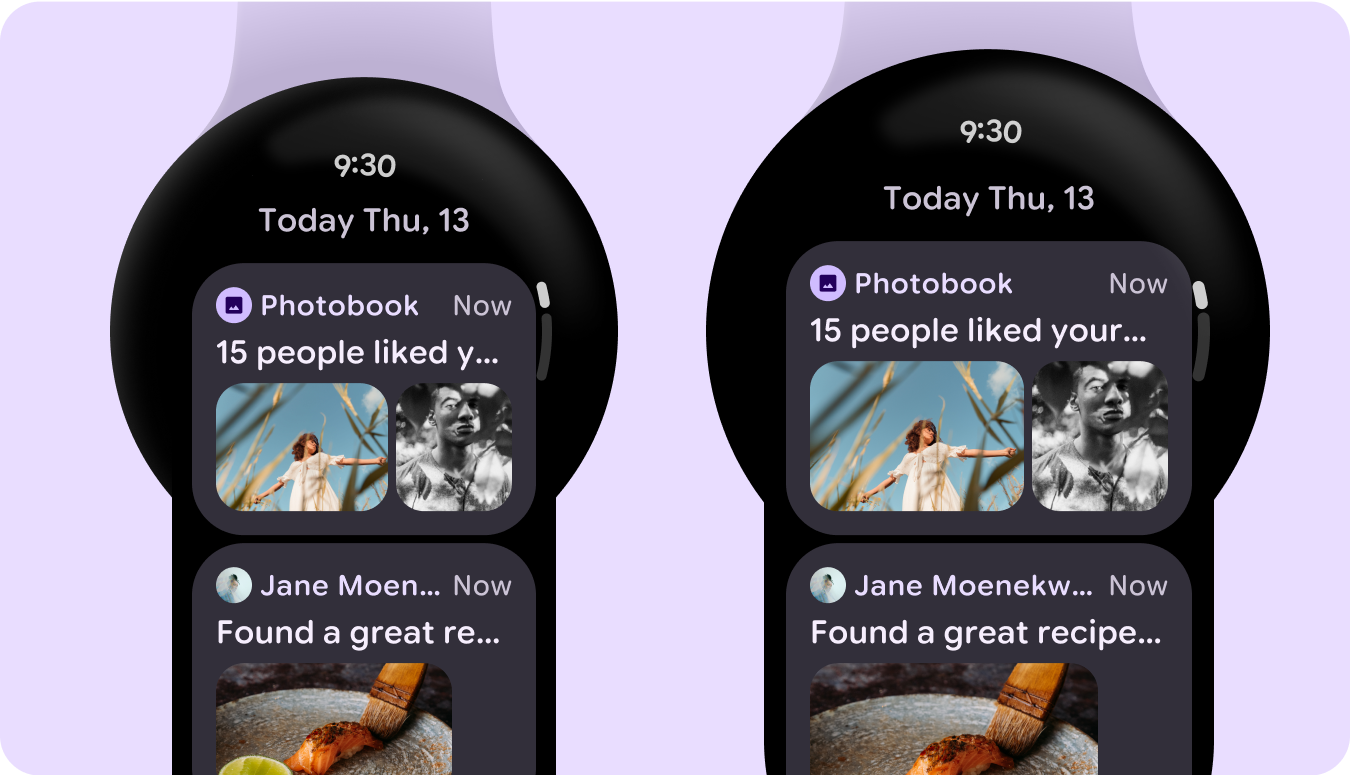 9:30
Today Thu, 13
Photobook Now
15 people liked y...
Jane Moen... Now
Found a great re...
9:30
Today Thu, 13
Photobook Now
15 people liked your...
Jane Moenekw... Now
Found a great recipe...